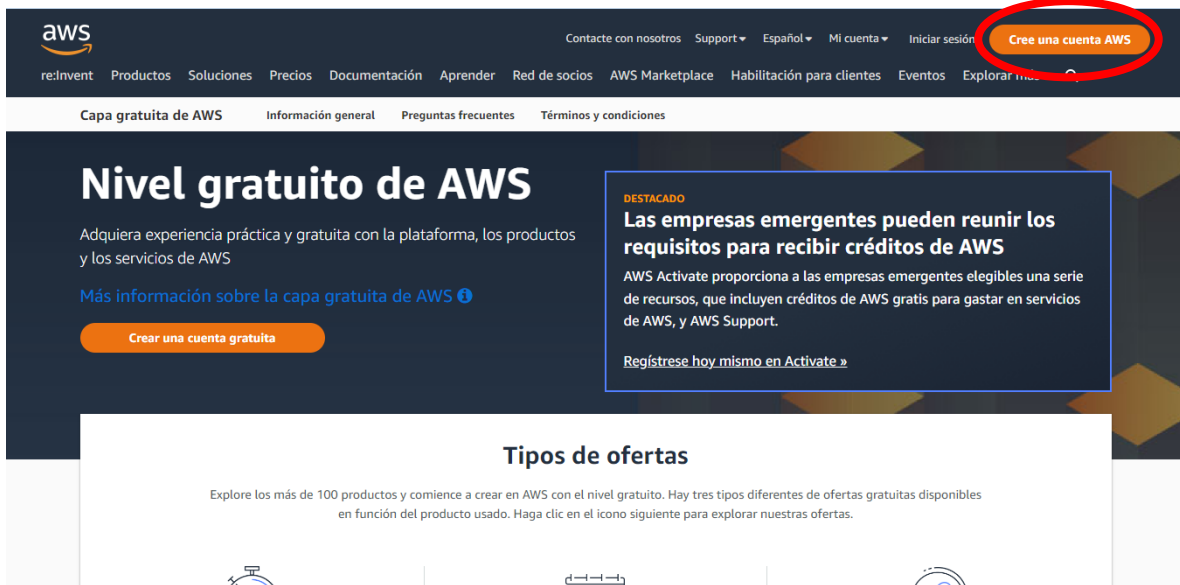 aws
Contacte con nosotros Support Español Mi cuenta Iniciar sesión Cree una cuenta AWS
re:Invent Productos Soluciones Precios Documentación Aprender Red de socios AWS Marketplace Habilitación para clientes Eventos Explorar más
Capa gratuita de AWS Información general Preguntas frecuentes Términos y condiciones
Nivel gratuito de AWS
Adquiera experiencia práctica y gratuita con la plataforma, los productos
y los servicios de AWS
Más información sobre la capa gratuita de AWS
Crear una cuenta gratuita
DESTACADO
Las empresas emergentes pueden reunir los
requisitos para recibir créditos de AWS
AWS Activate proporciona a las empresas emergentes elegibles una serie
de recursos, que incluyen créditos de AWS gratis para gastar en servicios
de AWS, y AWS Support.
Regístrese hoy mismo en Activate »
Tipos de ofertas
Explore los más de 100 productos y comience a crear en AWS con el nivel gratuito. Hay tres tipos diferentes de ofertas gratuitas disponibles
en función del producto usado. Haga clic en el icono siguiente para explorar nuestras ofertas.